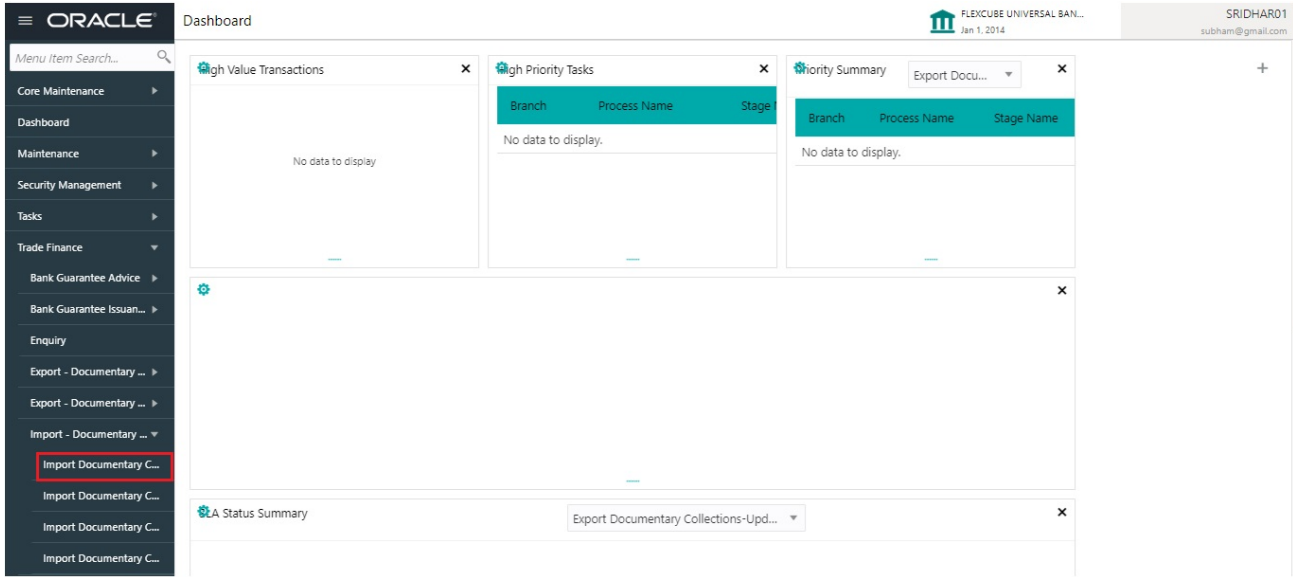 ORACLE
Dashboard
FLEXCUBE UNIVERSAL BAN...
Jan 1, 2014
SRIDHAR01
subham@gmail.com
Menu Item Search...
Core Maintenance
Dashboard
Maintenance
Security Management
Tasks
Trade Finance
Bank Guarantee Advice
Bank Guarantee Issuan...
Enquiry
Export - Documentary ...
Export - Documentary ...
Import - Documentary ...
Import Documentary C...
Import Documentary C...
Import Documentary C...
Import Documentary C...
High Value Transactions
No data to display
High Priority Tasks
Branch Process Name Stage N
No data to display.
Priority Summary
Export Docu...
Branch Process Name Stage Name
No data to display.
SLA Status Summary
Export Documentary Collections-Upd...